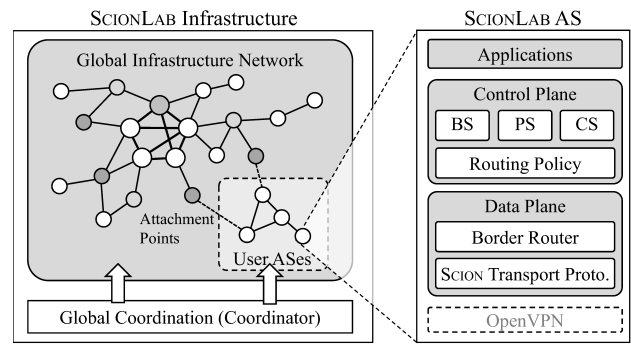 SCIONLAB Infrastructure
Global Infrastructure Network
Attachment
Points
User ASes
Global Coordination (Coordinator)
SCIONLAB AS
Applications
Control Plane
BS PS CS
Routing Policy
Data Plane
Border Router
SCION Transport Proto.
OpenVPN